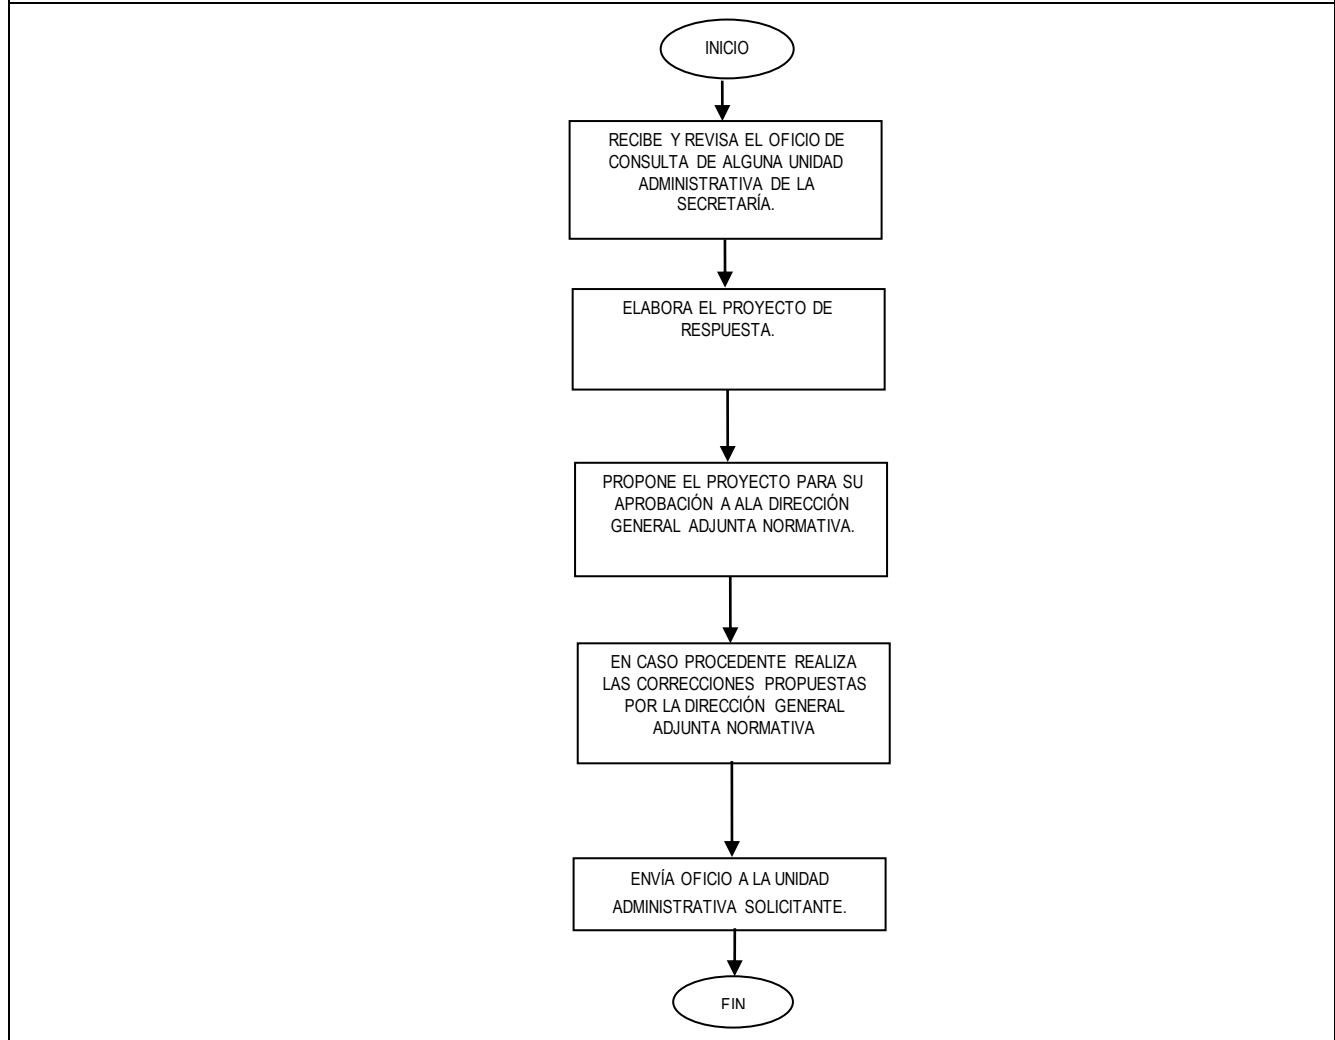 INICIO
RECIBE Y REVISA EL OFICIO DE
CONSULTA DE ALGUNA UNIDAD
ADMINISTRATIVA DE LA
SECRETARÍA.
ELABORA EL PROYECTO DE
RESPUESTA.
PROPONE EL PROYECTO PARA SU
APROBACIÓN A ALA DIRECCIÓN
GENERAL ADJUNTA NORMATIVA.
EN CASO PROCEDENTE REALIZA
LAS CORRECCIONES PROPUESTAS
POR LA DIRECCIÓN GENERAL
ADJUNTA NORMATIVA
ENVÍA OFICIO A LA UNIDAD
ADMINISTRATIVA SOLICITANTE.
FIN